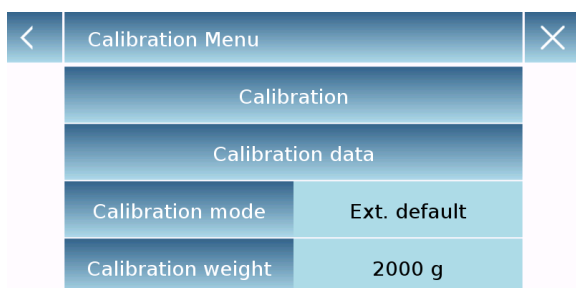 Calibration Menu
Calibration
Calibration data
Calibration mode Ext. default
Calibration weight 2000 g